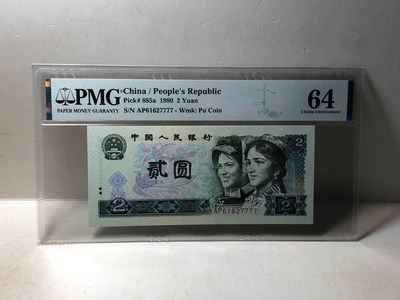 PMG
PAPER MONEY GUARANTY
China / People's Republic
Pick# 885a 1980 2 Yuan
S/N AP61627777 - Wmk: Pu Coin
64
Choice Uncirculated
中国人民银行
2
贰圆
2
AP61627777
2